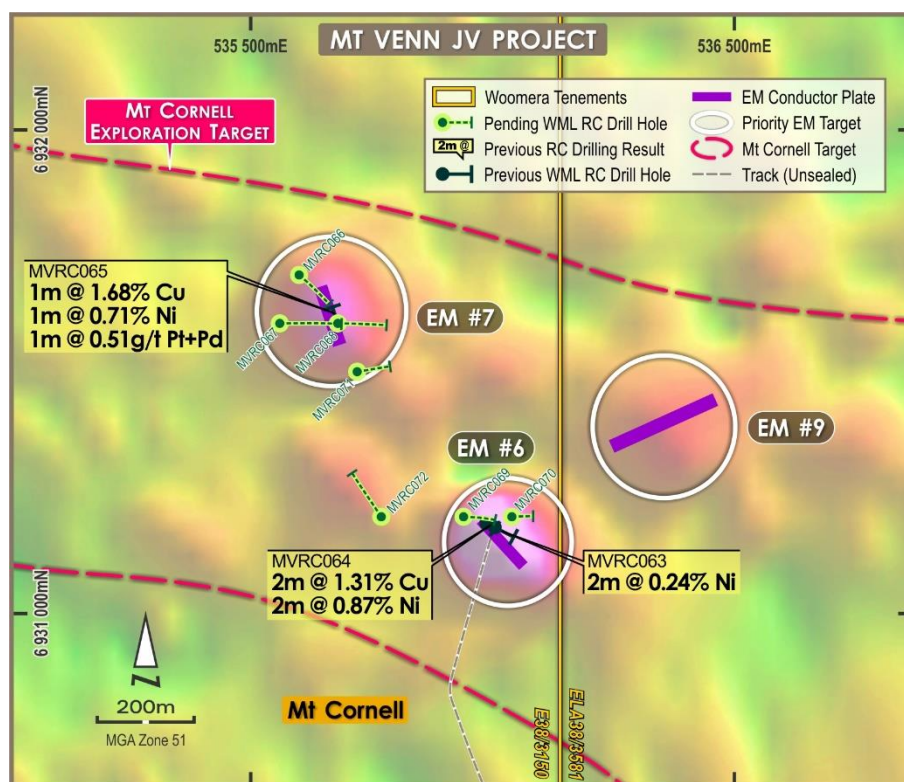 MT VENN JV PROJECT
535 500mE
536 500mE
6 932 000mN
6 931 000mN
Woomera Tenements
Pending WML RC Drill Hole
2m @
Previous RC Drilling Result
Previous WML RC Drill Hole
EM Conductor Plate
Priority EM Target
Mt Cornell Target
Track (Unsealed)
MT CORNELL
EXPLORATION TARGET
MVRC066
MVRC065
1m @ 1.68% Cu
1m @ 0.71% Ni
1m @ 0.51g/t Pt+Pd
EM #7
MVRC067
MVRC068
MVRC071
EM #9
EM #6
MVRC072
MVRC069
MVRC070
MVRC064
2m @ 1.31% Cu
2m @ 0.87% Ni
MVRC063
2m @ 0.24% Ni
N
200m
MGA Zone 51
Mt Cornell
E38/3150
ELA38/3581